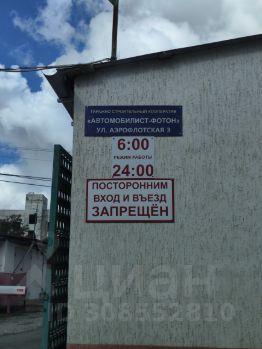 ГАРАЖНО СТРОИТЕЛЬНЫЙ КООПЕРАТИВ
«АВТОМОБИЛИСТ-ФОТОН»
УЛ. АЭРОФЛОТСКАЯ 3
6:00
РЕЖИМ РАБОТЫ
24:00
ПОСТОРОННИМ
ВХОД И ВЪЕЗД
ЗАПРЕЩЁН
циан
ID 308552810